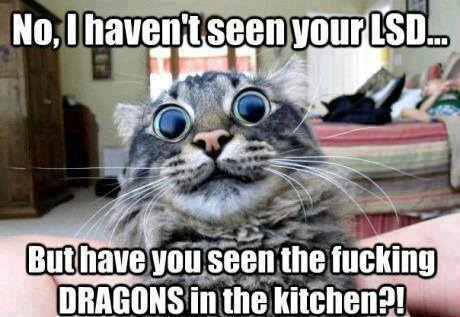 No, I haven't seen your LSD...
But have you seen the fucking
DRAGONS in the kitchen?!